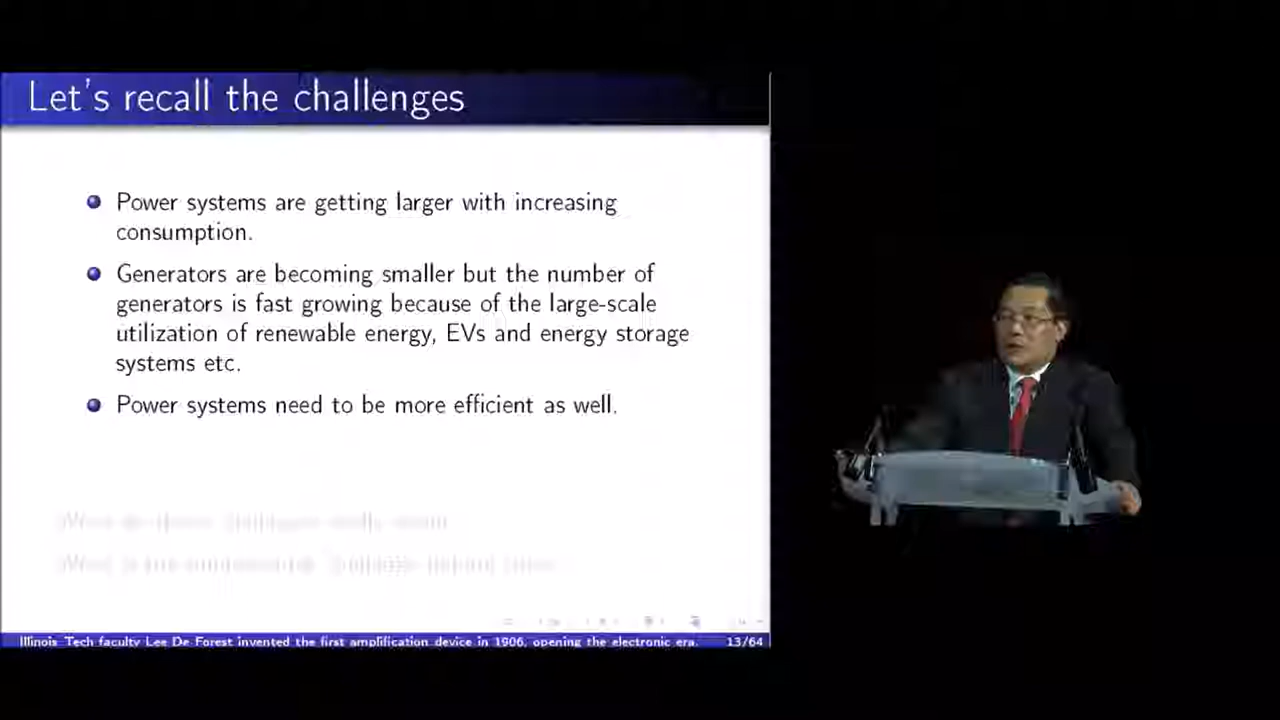 Let's recall the challenges
Power systems are getting larger with increasing
consumption.
Generators are becoming smaller but the number of
generators is fast growing because of the large-scale
utilization of renewable energy, EVs and energy storage
systems etc.
Power systems need to be more efficient as well.
Illinois Tech faculty Lee De Forest invented the first amplification device in 1906, opening the electronic era. 13/64